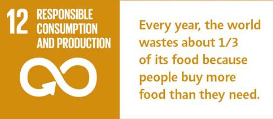 12 RESPONSIBLE
CONSUMPTION
AND PRODUCTION
Every year, the world
wastes about 1/3
of its food because
people buy more
food than they need.